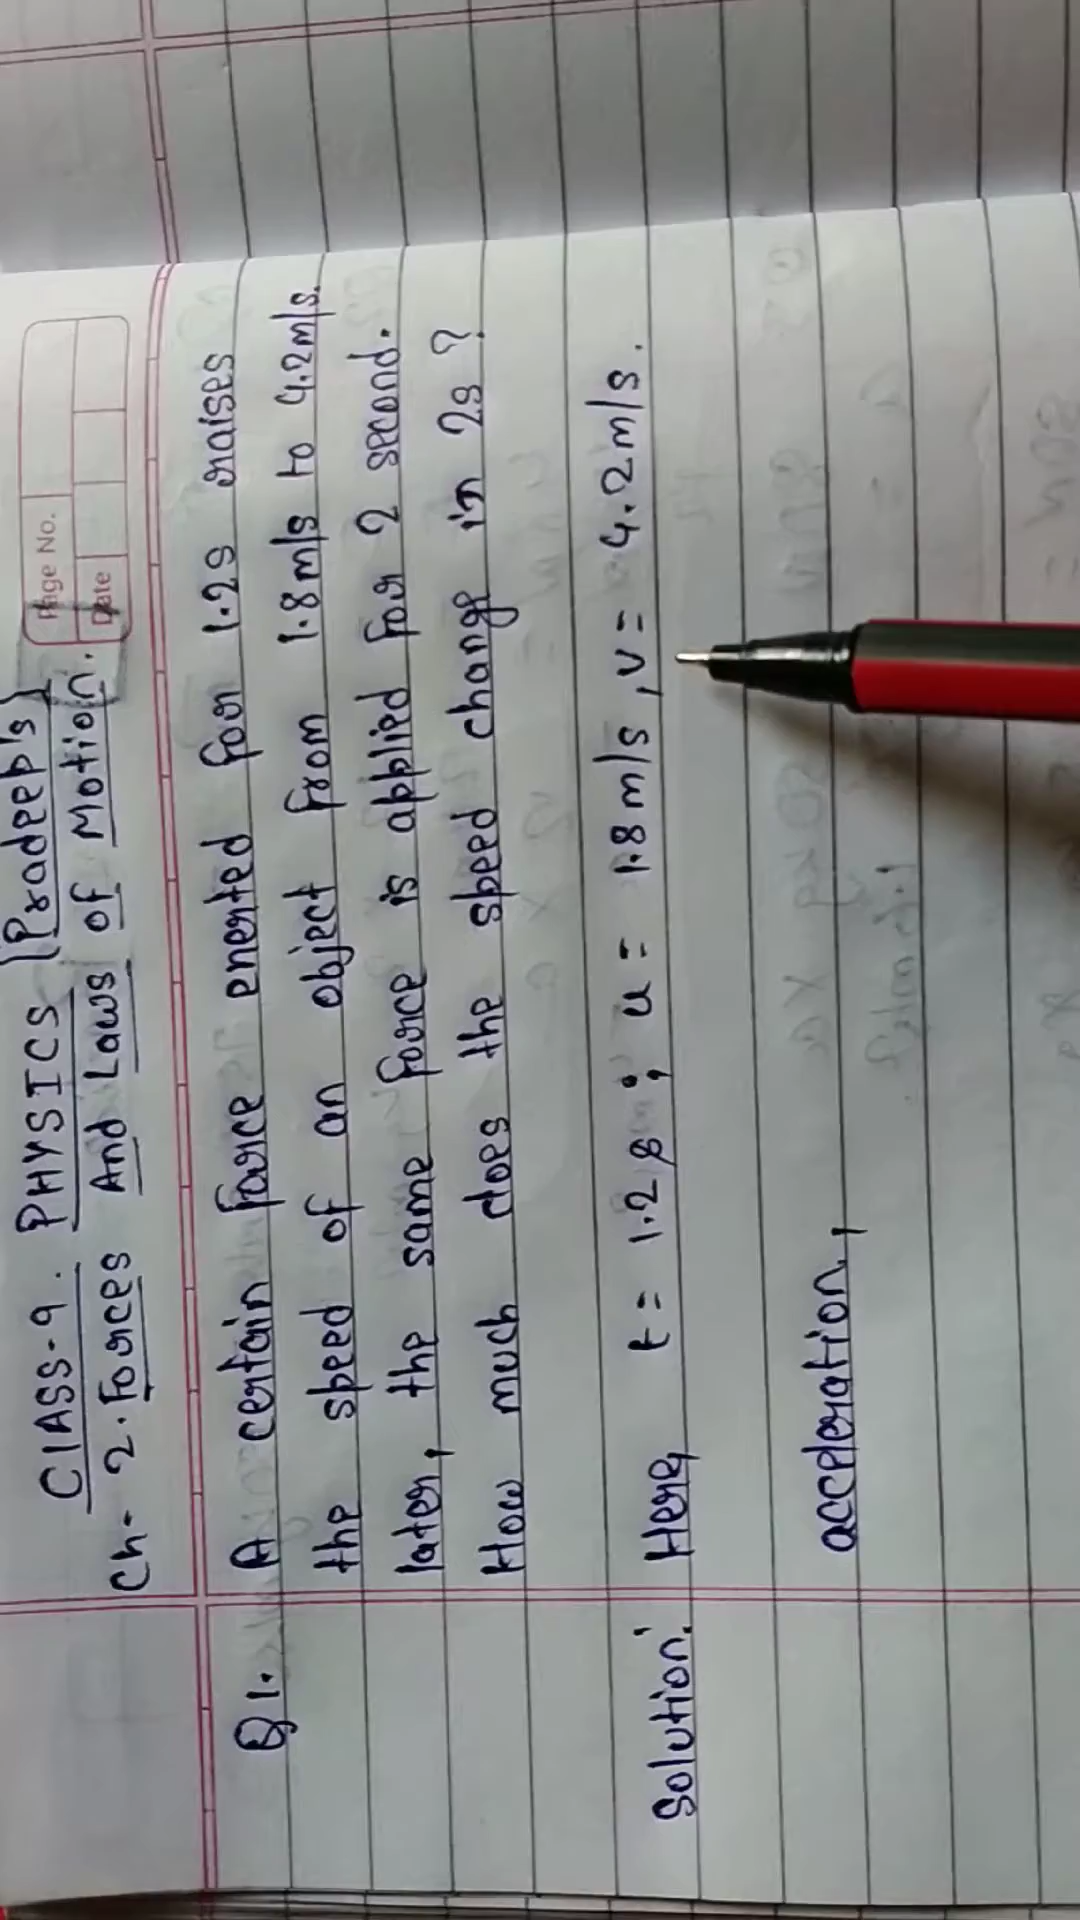 CLASS-9. PHYSICS {Pradeep's}
Ch- 2. Forces And Laws of Motion.
Page No.
Date
Q1. A certain force enerted for 1.2s raises
the speed of an object from 1.8m/s to 4.2m/s.
later, the same force is applied for 2 second.
How much does the speed change in 2s?
Solution: Here, t = 1.2s; u = 1.8m/s, v = 4.2m/s.
acceleration,